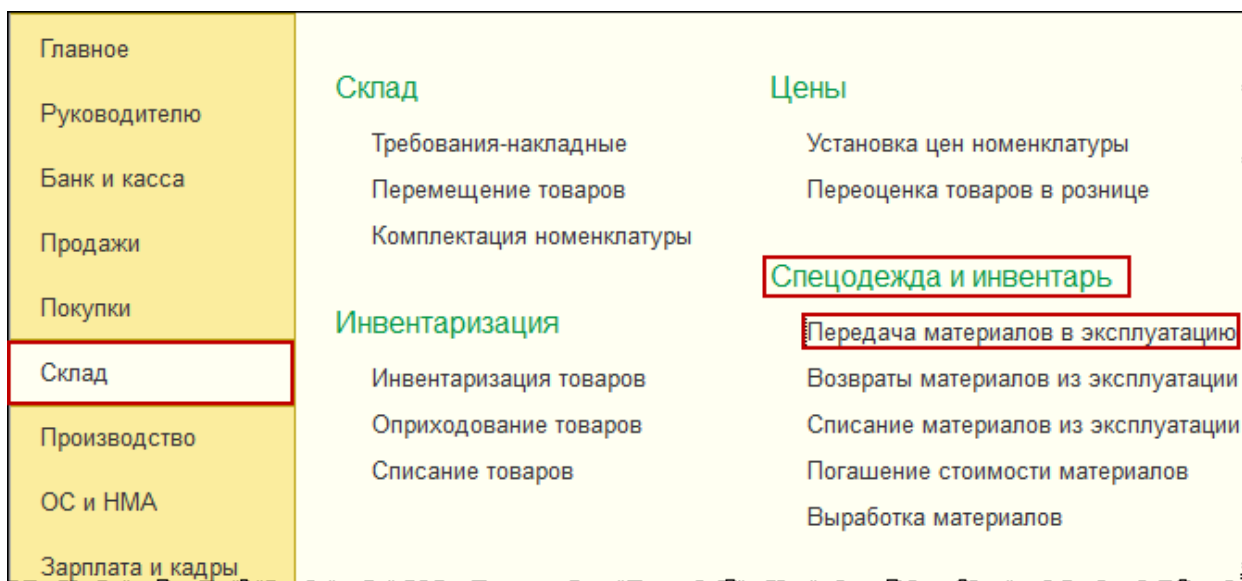 Главное
Руководителю
Банк и касса
Продажи
Покупки
Склад
Производство
ОС и НМА
Зарплата и кадры
Склад
Требования-накладные
Перемещение товаров
Комплектация номенклатуры
Инвентаризация
Инвентаризация товаров
Оприходование товаров
Списание товаров
Цены
Установка цен номенклатуры
Переоценка товаров в рознице
Спецодежда и инвентарь
Передача материалов в эксплуатацию
Возвраты материалов из эксплуатации
Списание материалов из эксплуатации
Погашение стоимости материалов
Выработка материалов